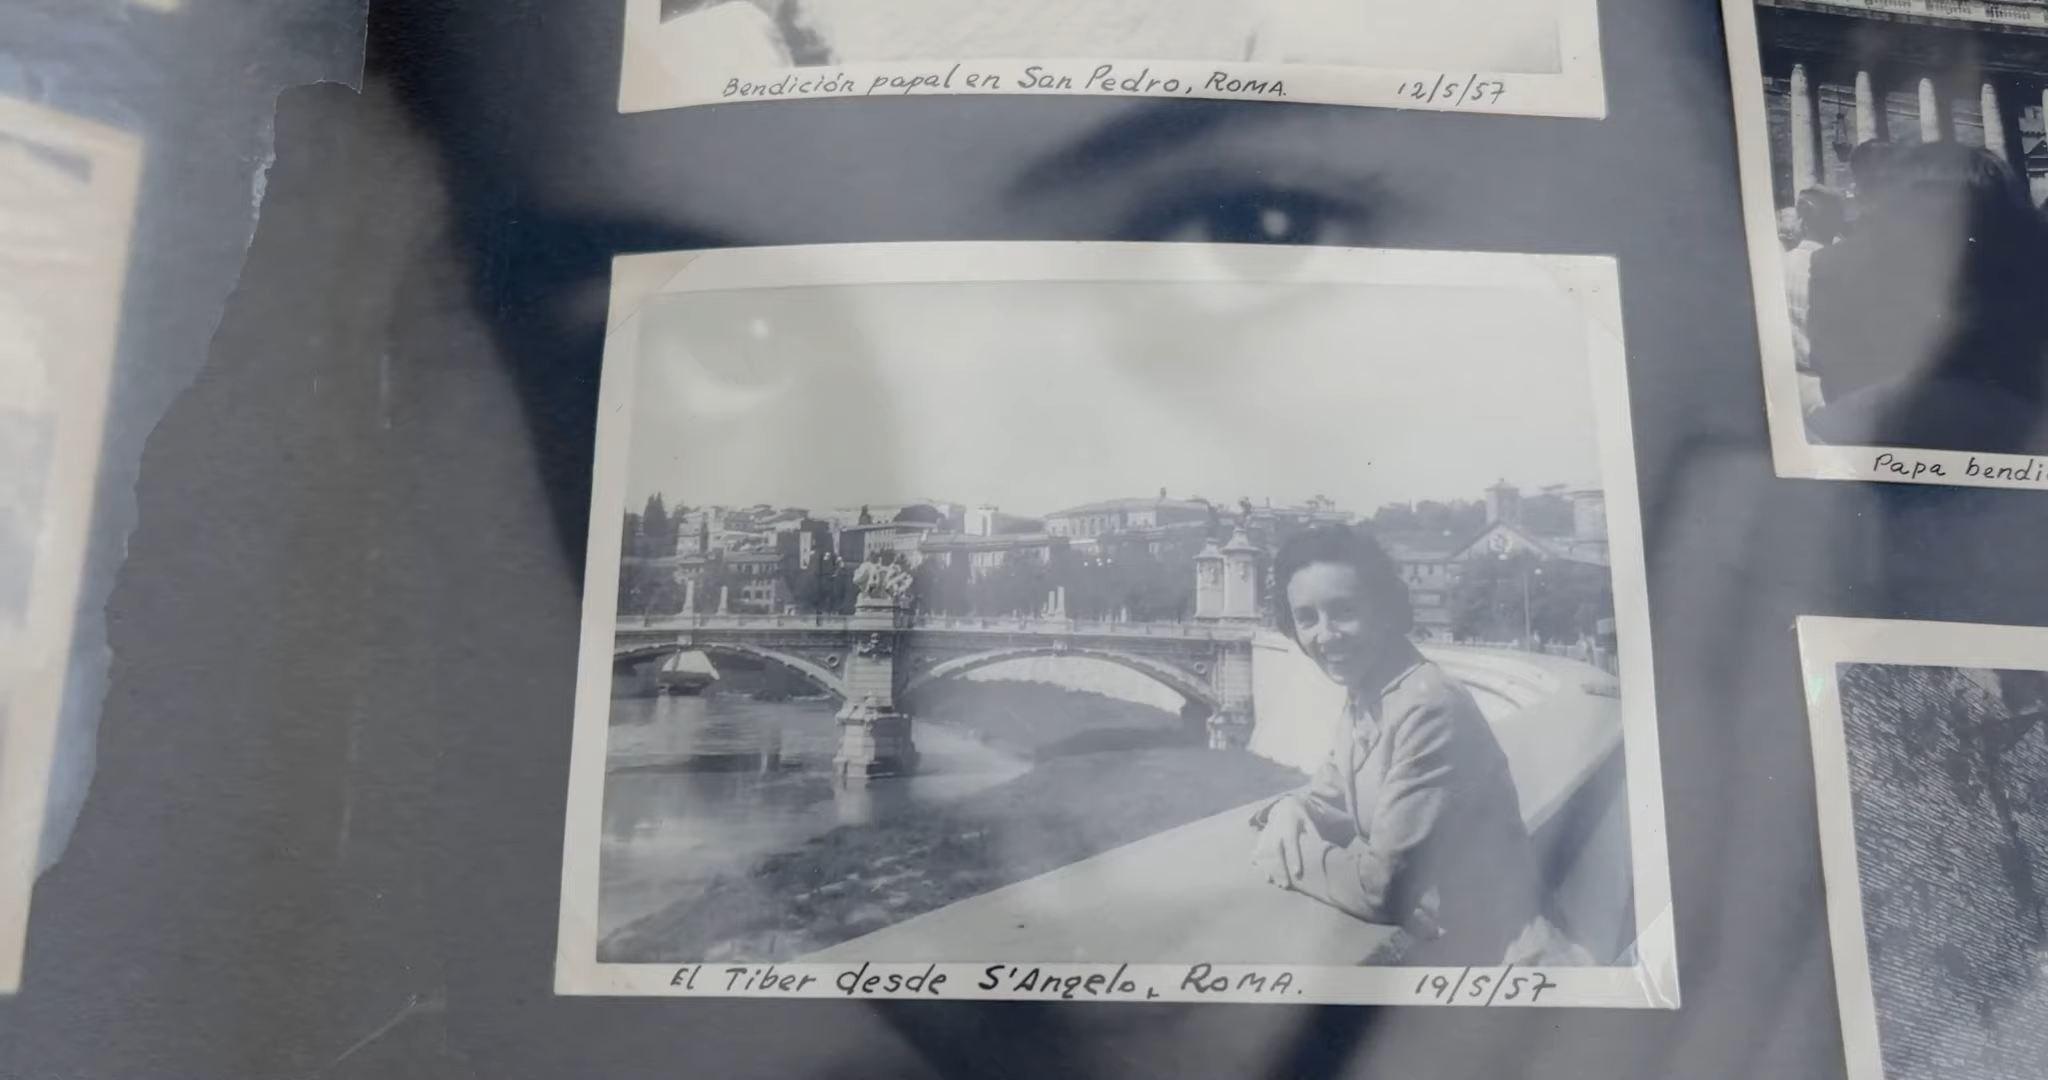 Bendición papal en San Pedro, ROMA. 12/5/57
Papa bendi
El Tiber desde S'Angelo, ROMA. 19/5/57